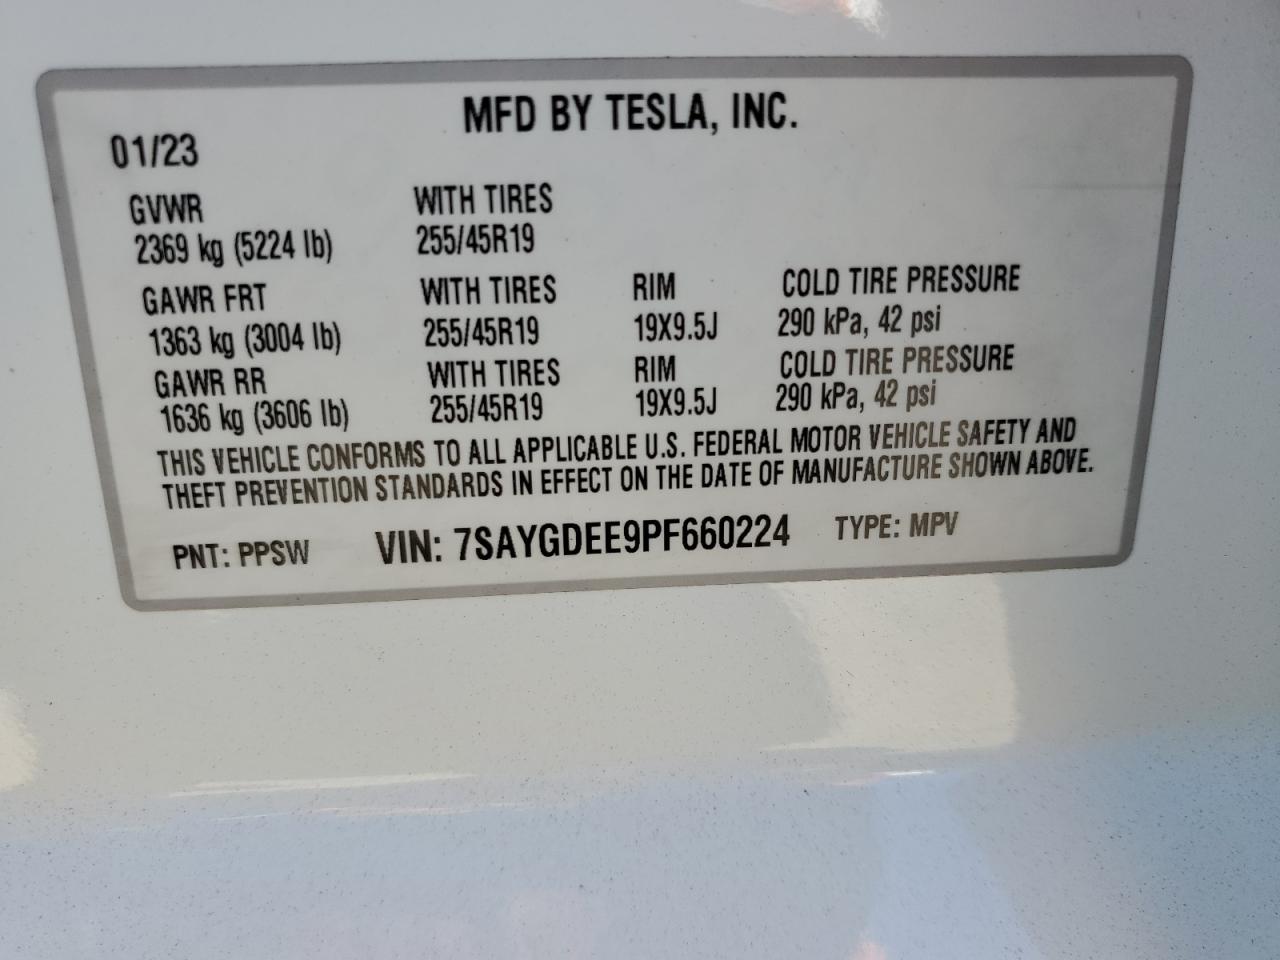 MFD BY TESLA, INC.
01/23
GVWR WITH TIRES
2369 kg (5224 lb) 255/45R19
GAWR FRT WITH TIRES RIM COLD TIRE PRESSURE
1363 kg (3004 lb) 255/45R19 19X9.5J 290 kPa, 42 psi
GAWR RR WITH TIRES RIM COLD TIRE PRESSURE
1636 kg (3606 lb) 255/45R19 19X9.5J 290 kPa, 42 psi
THIS VEHICLE CONFORMS TO ALL APPLICABLE U.S. FEDERAL MOTOR VEHICLE SAFETY AND
THEFT PREVENTION STANDARDS IN EFFECT ON THE DATE OF MANUFACTURE SHOWN ABOVE.
PNT: PPSW VIN: 7SAYGDEE9PF660224 TYPE: MPV